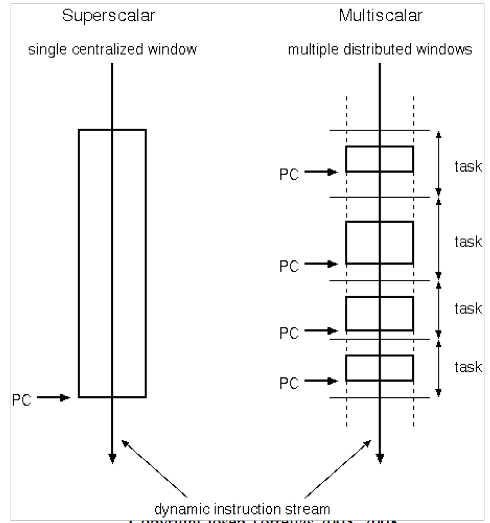 Superscalar
single centralized window
PC
Multiscalar
multiple distributed windows
PC
task
PC
task
PC
task
PC
task
dynamic instruction stream